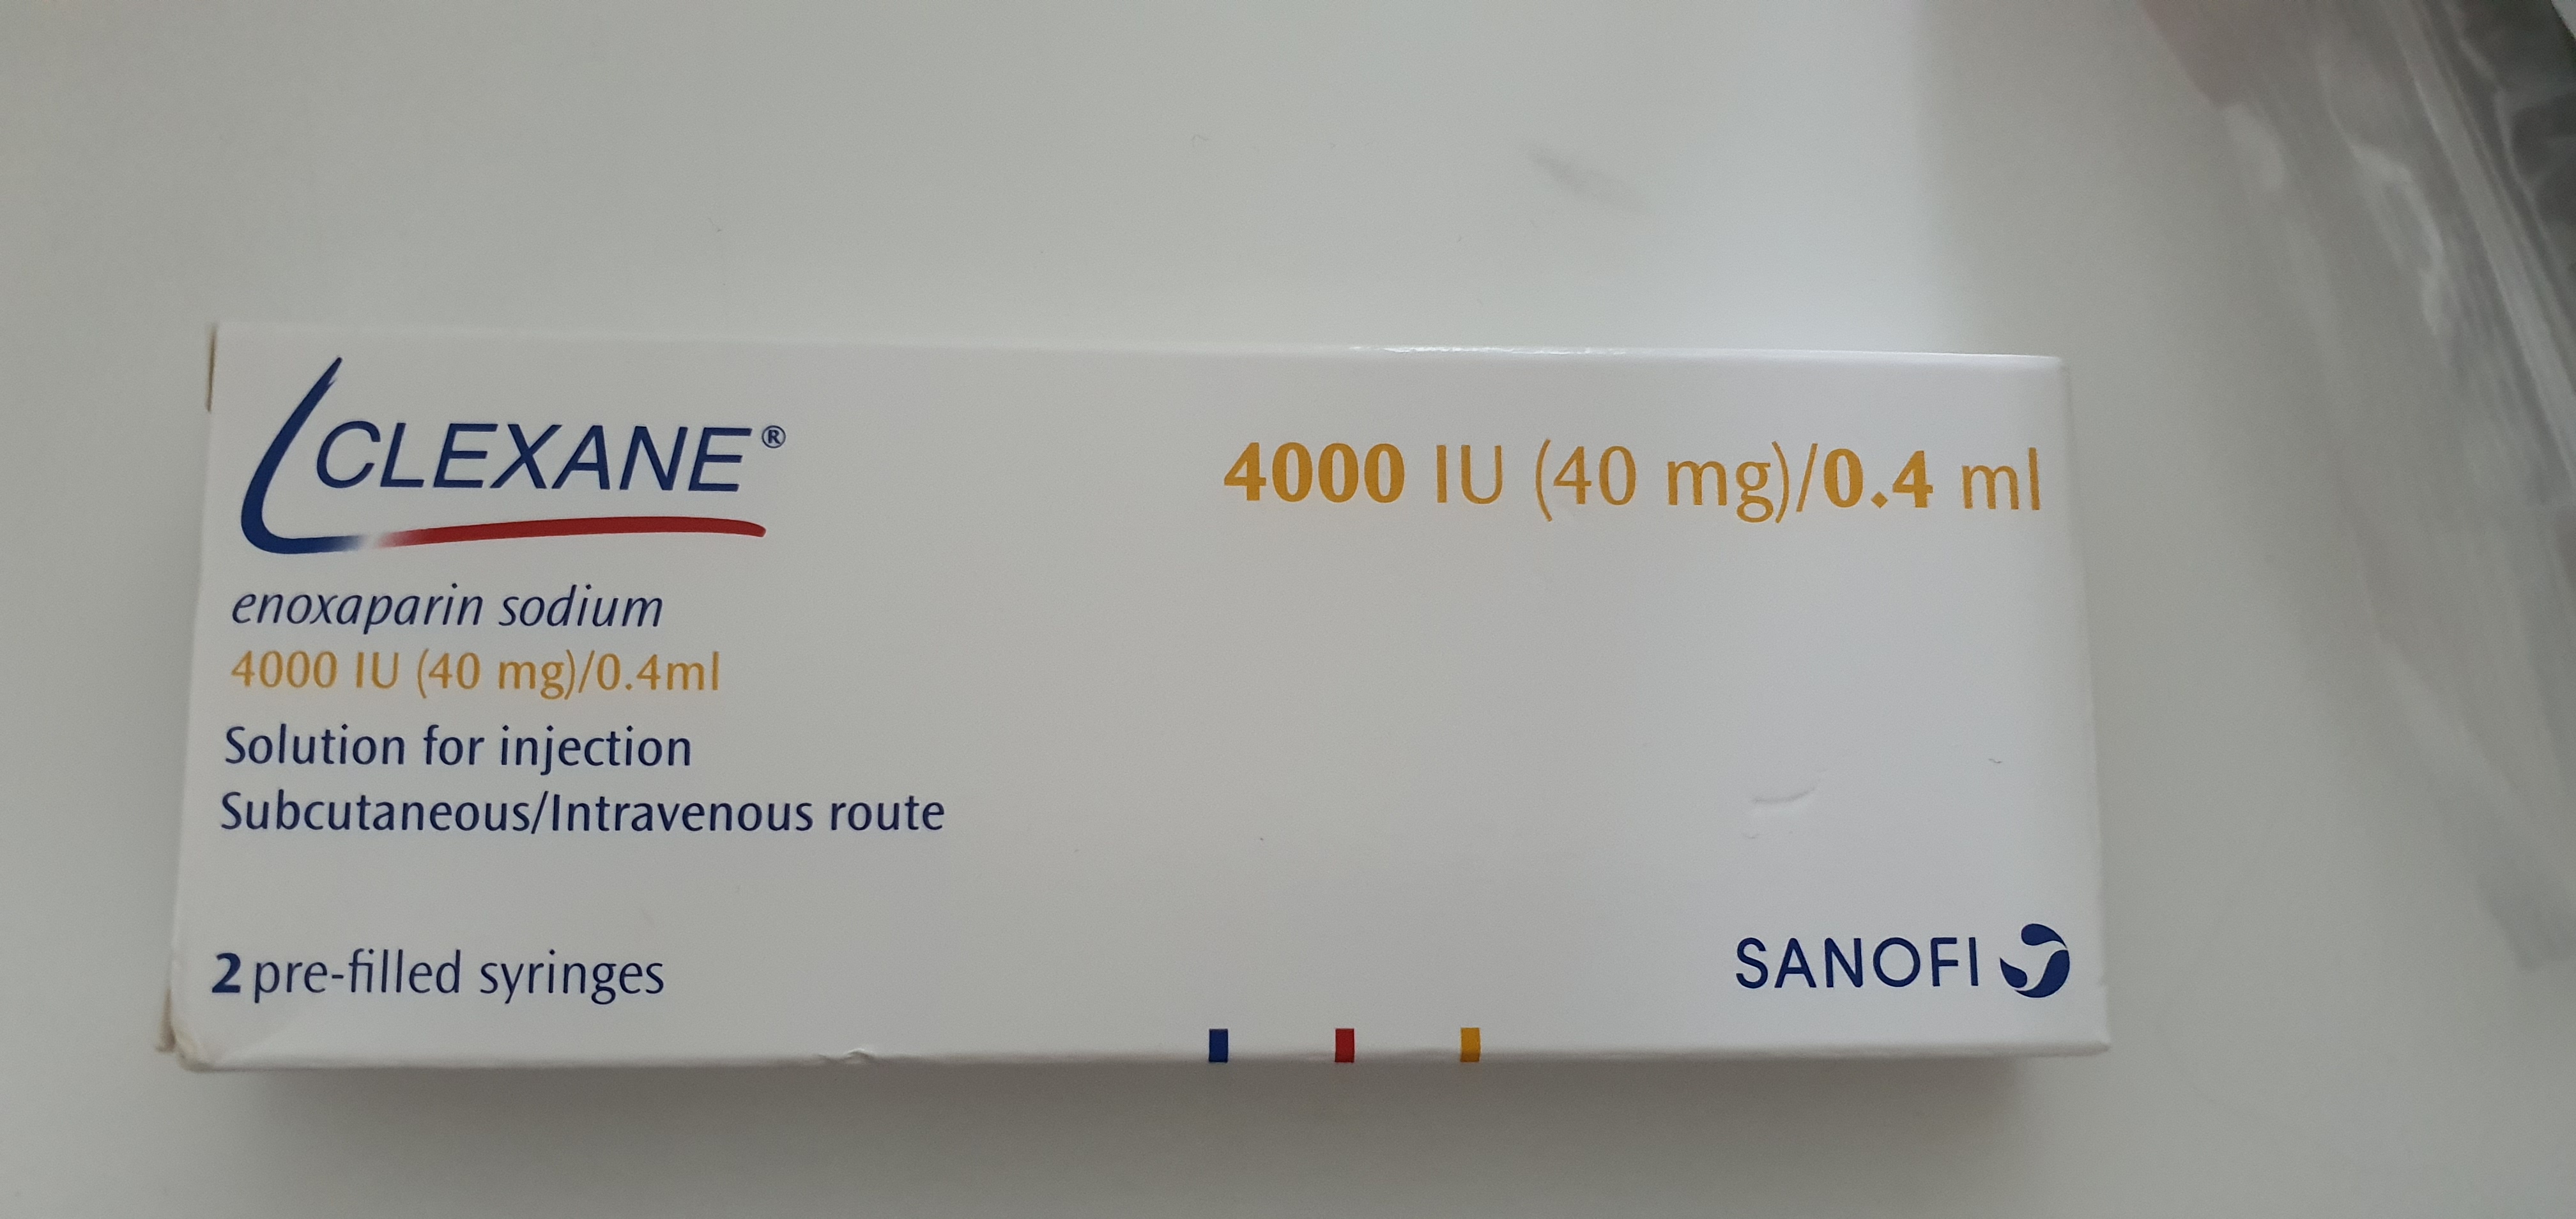 CLEXANE®
4000 IU (40 mg)/0.4 ml
enoxaparin sodium
4000 IU (40 mg)/0.4ml
Solution for injection
Subcutaneous/Intravenous route
2 pre-filled syringes
SANOFI